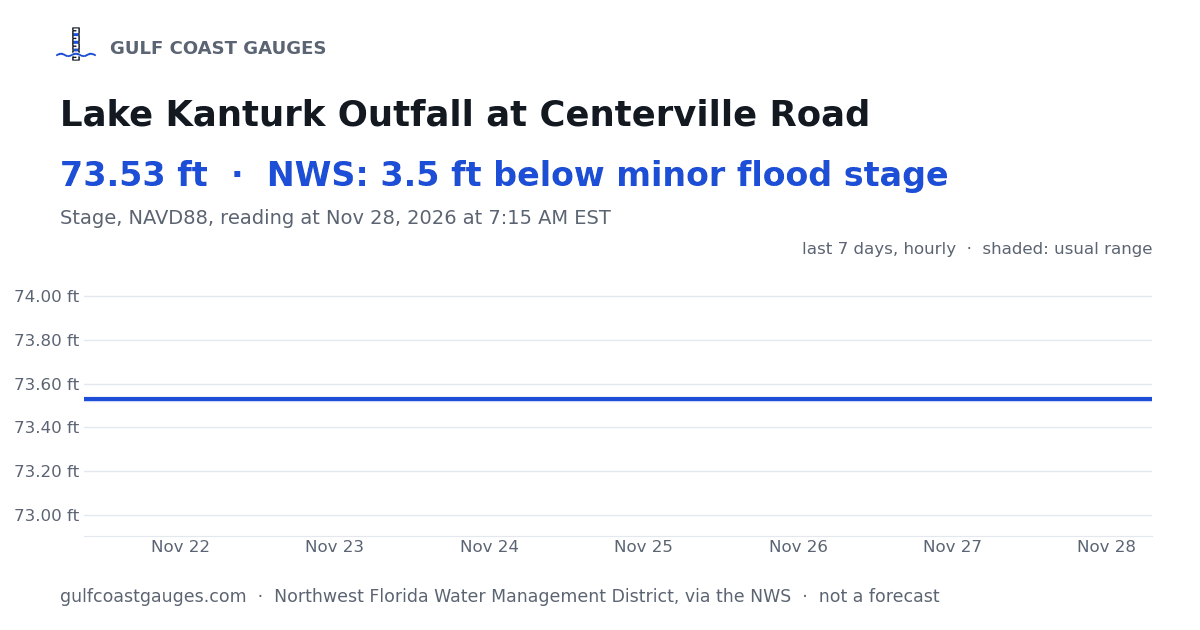 GULF COAST GAUGES
Lake Kanturk Outfall at Centerville Road
73.53 ft · NWS: 3.5 ft below minor flood stage
Stage, NAVD88, reading at Nov 28, 2026 at 7:15 AM EST
last 7 days, hourly · shaded: usual range
74.00 ft
73.80 ft
73.60 ft
73.40 ft
73.20 ft
73.00 ft
Nov 22 Nov 23 Nov 24 Nov 25 Nov 26 Nov 27 Nov 28
gulfcoastgauges.com · Northwest Florida Water Management District, via the NWS · not a forecast